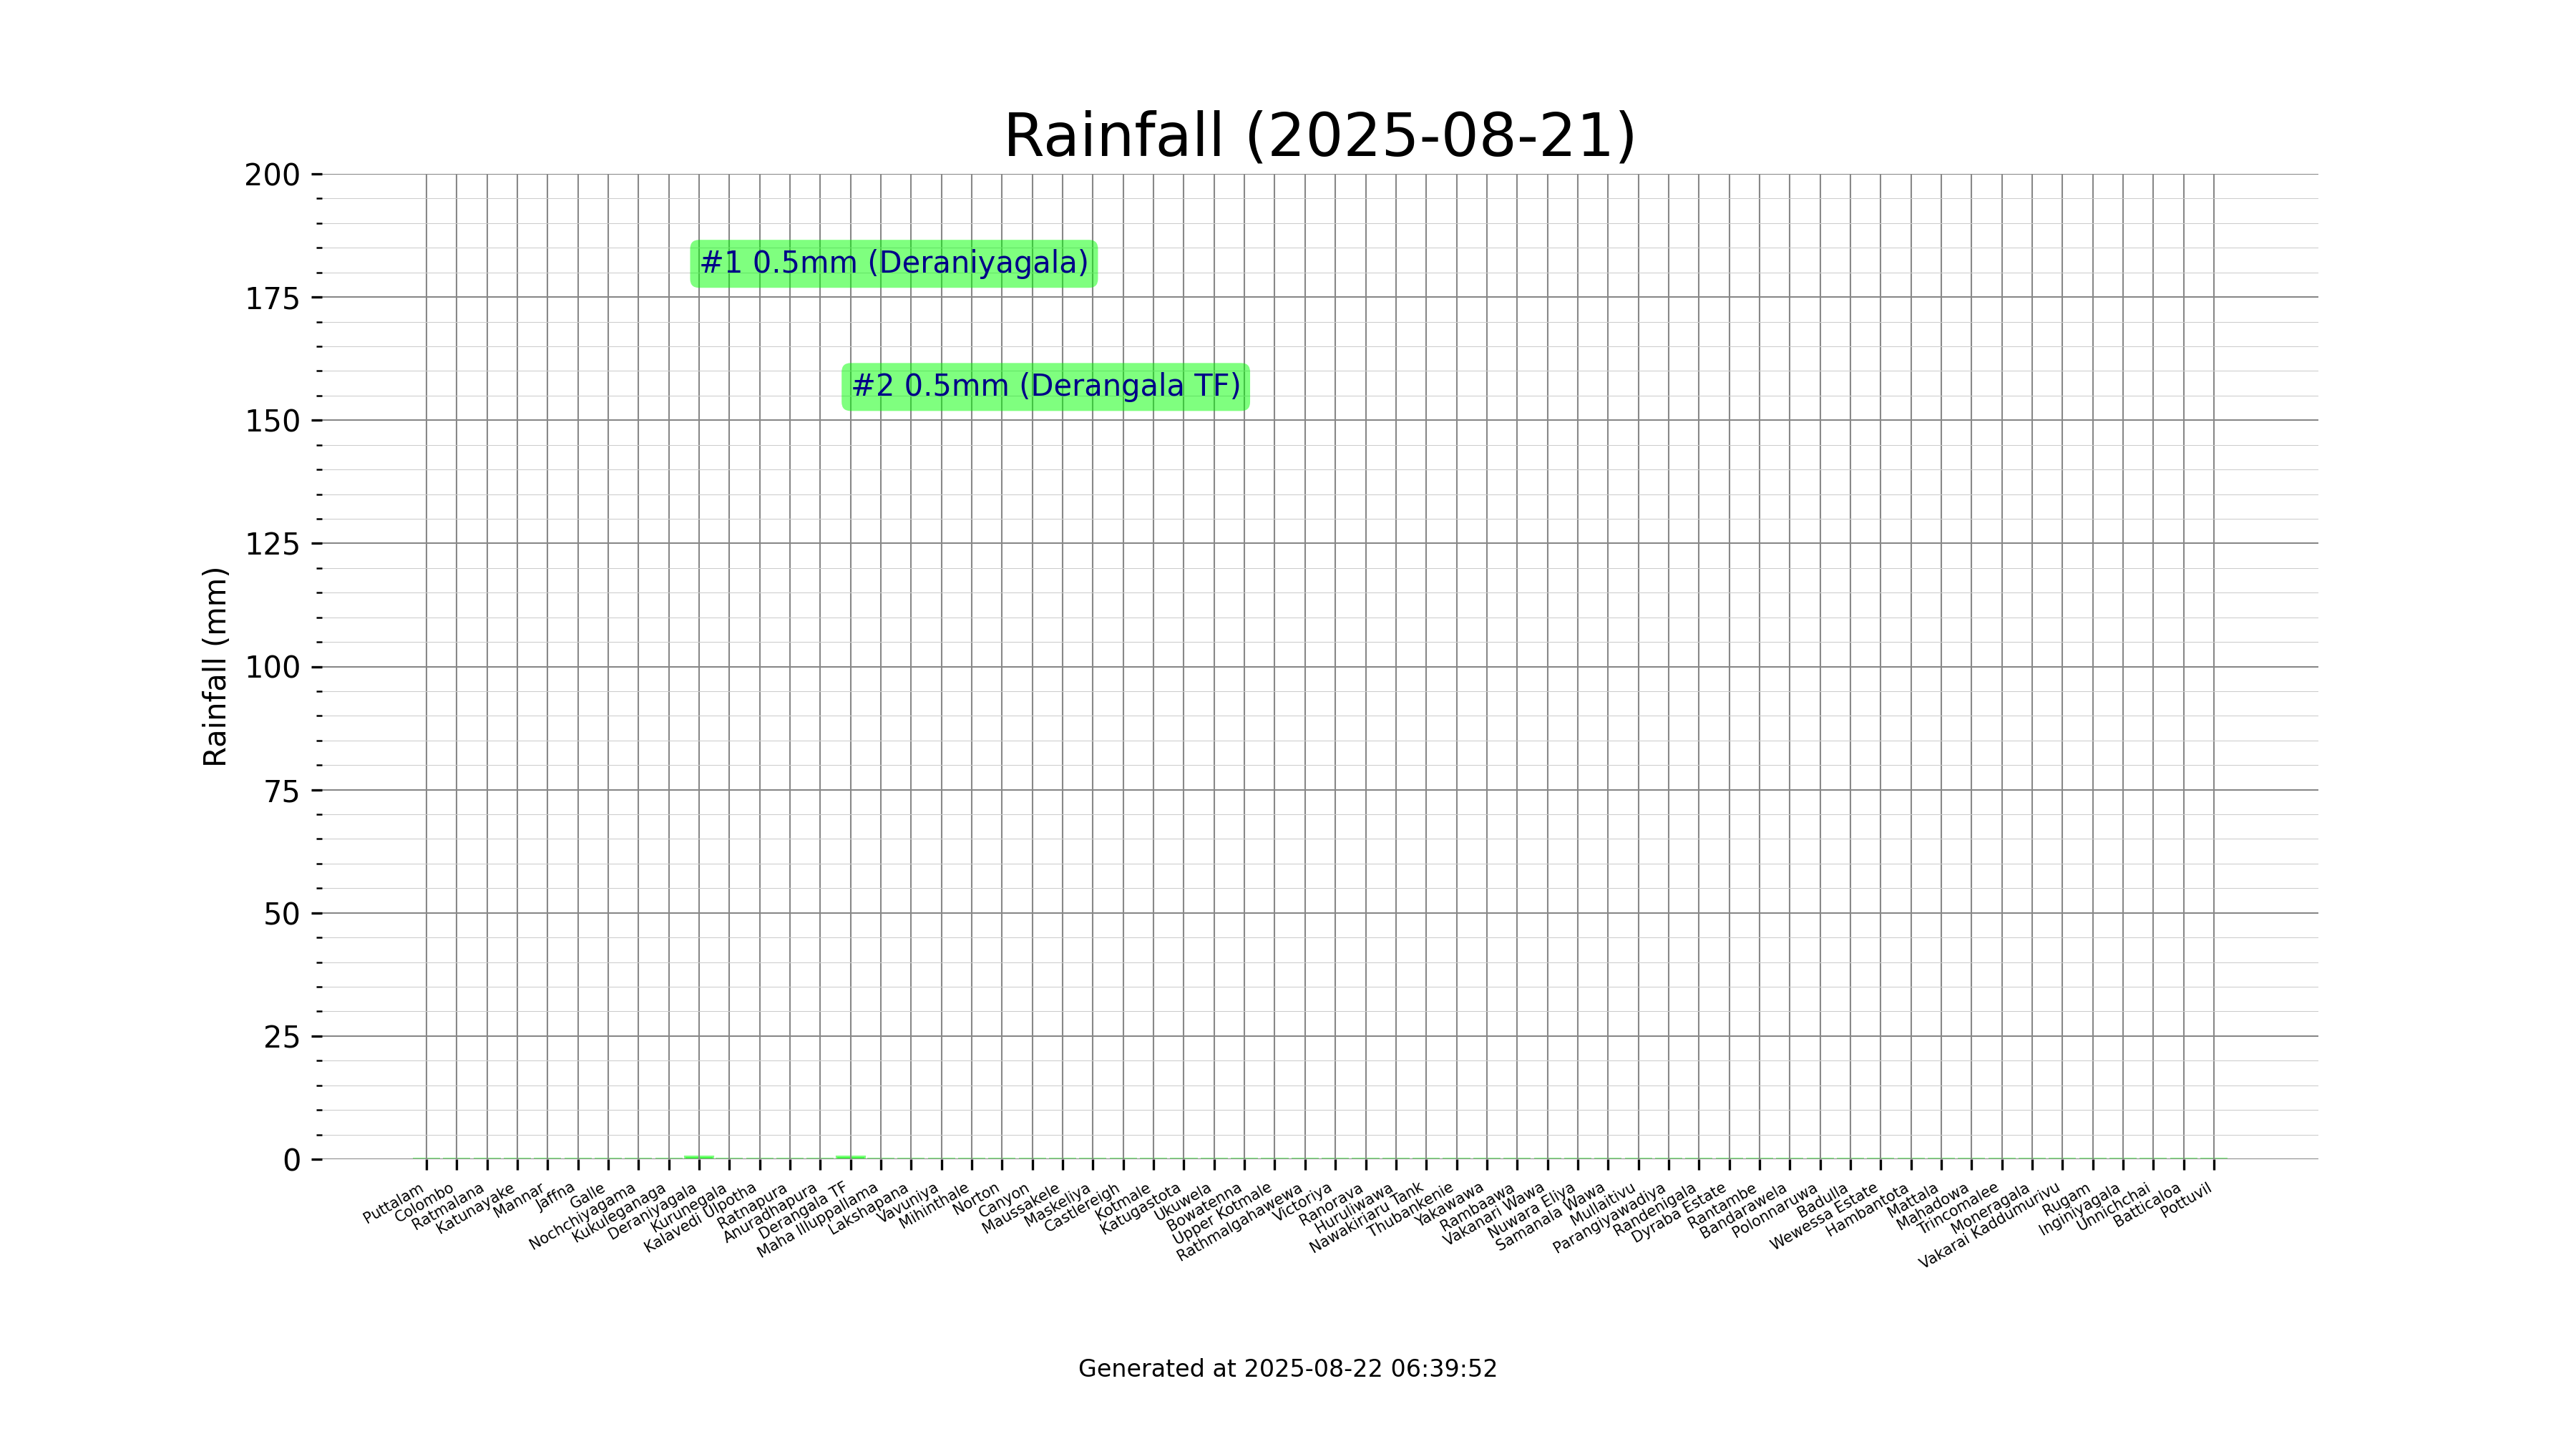 Rainfall (2025-08-21)
200
175
150
125
100
75
50
25
0
Rainfall (mm)
#1 0.5mm (Deraniyagala)
#2 0.5mm (Derangala TF)
Puttalam
Colombo
Ratmalana
Katunayake
Mannar
Jaffna
Galle
Nochchiyagama
Kukuleganaga
Deraniyagala
Kurunegala
Kalavedi Ulpotha
Ratnapura
Anuradhapura
Derangala TF
Maha Illuppallama
Lakshapana
Vavuniya
Mihinthale
Norton
Canyon
Maussakele
Maskeliya
Castlereigh
Kotmale
Katugastota
Ukuwela
Bowatenna
Upper Kotmale
Rathmalgahawewa
Victoriya
Ranorava
Huruliwawa
Nawakiriaru Tank
Thubankenie
Yakawawa
Rambaawa
Vakanari Wawa
Nuwara Eliya
Samanala Wawa
Mullaitivu
Parangiyawadiya
Randenigala
Dyraba Estate
Rantambe
Bandarawela
Polonnaruwa
Badulla
Wewessa Estate
Hambantota
Mattala
Mahadowa
Trincomalee
Moneragala
Vakarai Kaddumurivu
Rugam
Inginiyagala
Unnichchai
Batticaloa
Pottuvil
Generated at 2025-08-22 06:39:52